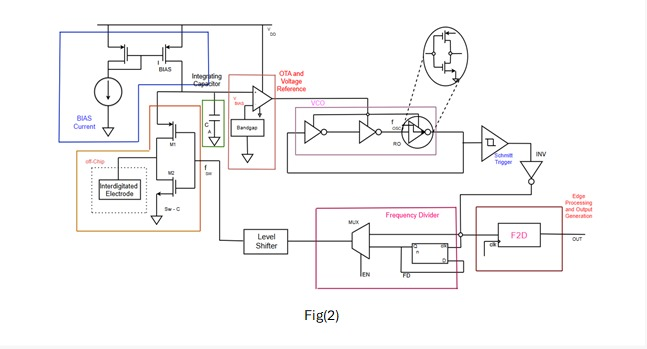 V
DD
I
BIAS
BIAS
Current
Integrating
Capacitor
C
A
OTA and
Voltage
Reference
V
BIAS
Bandgap
VCO
f
OSC
RO
Schmitt
Trigger
INV
M1
M2
off-Chip
Interdigitated
Electrode
Sw - C
f
SW
Level
Shifter
Frequency Divider
MUX
EN
Q
n
clk
D
FD
Edge
Processing
and Output
Generation
F2D
clk
OUT
Fig(2)